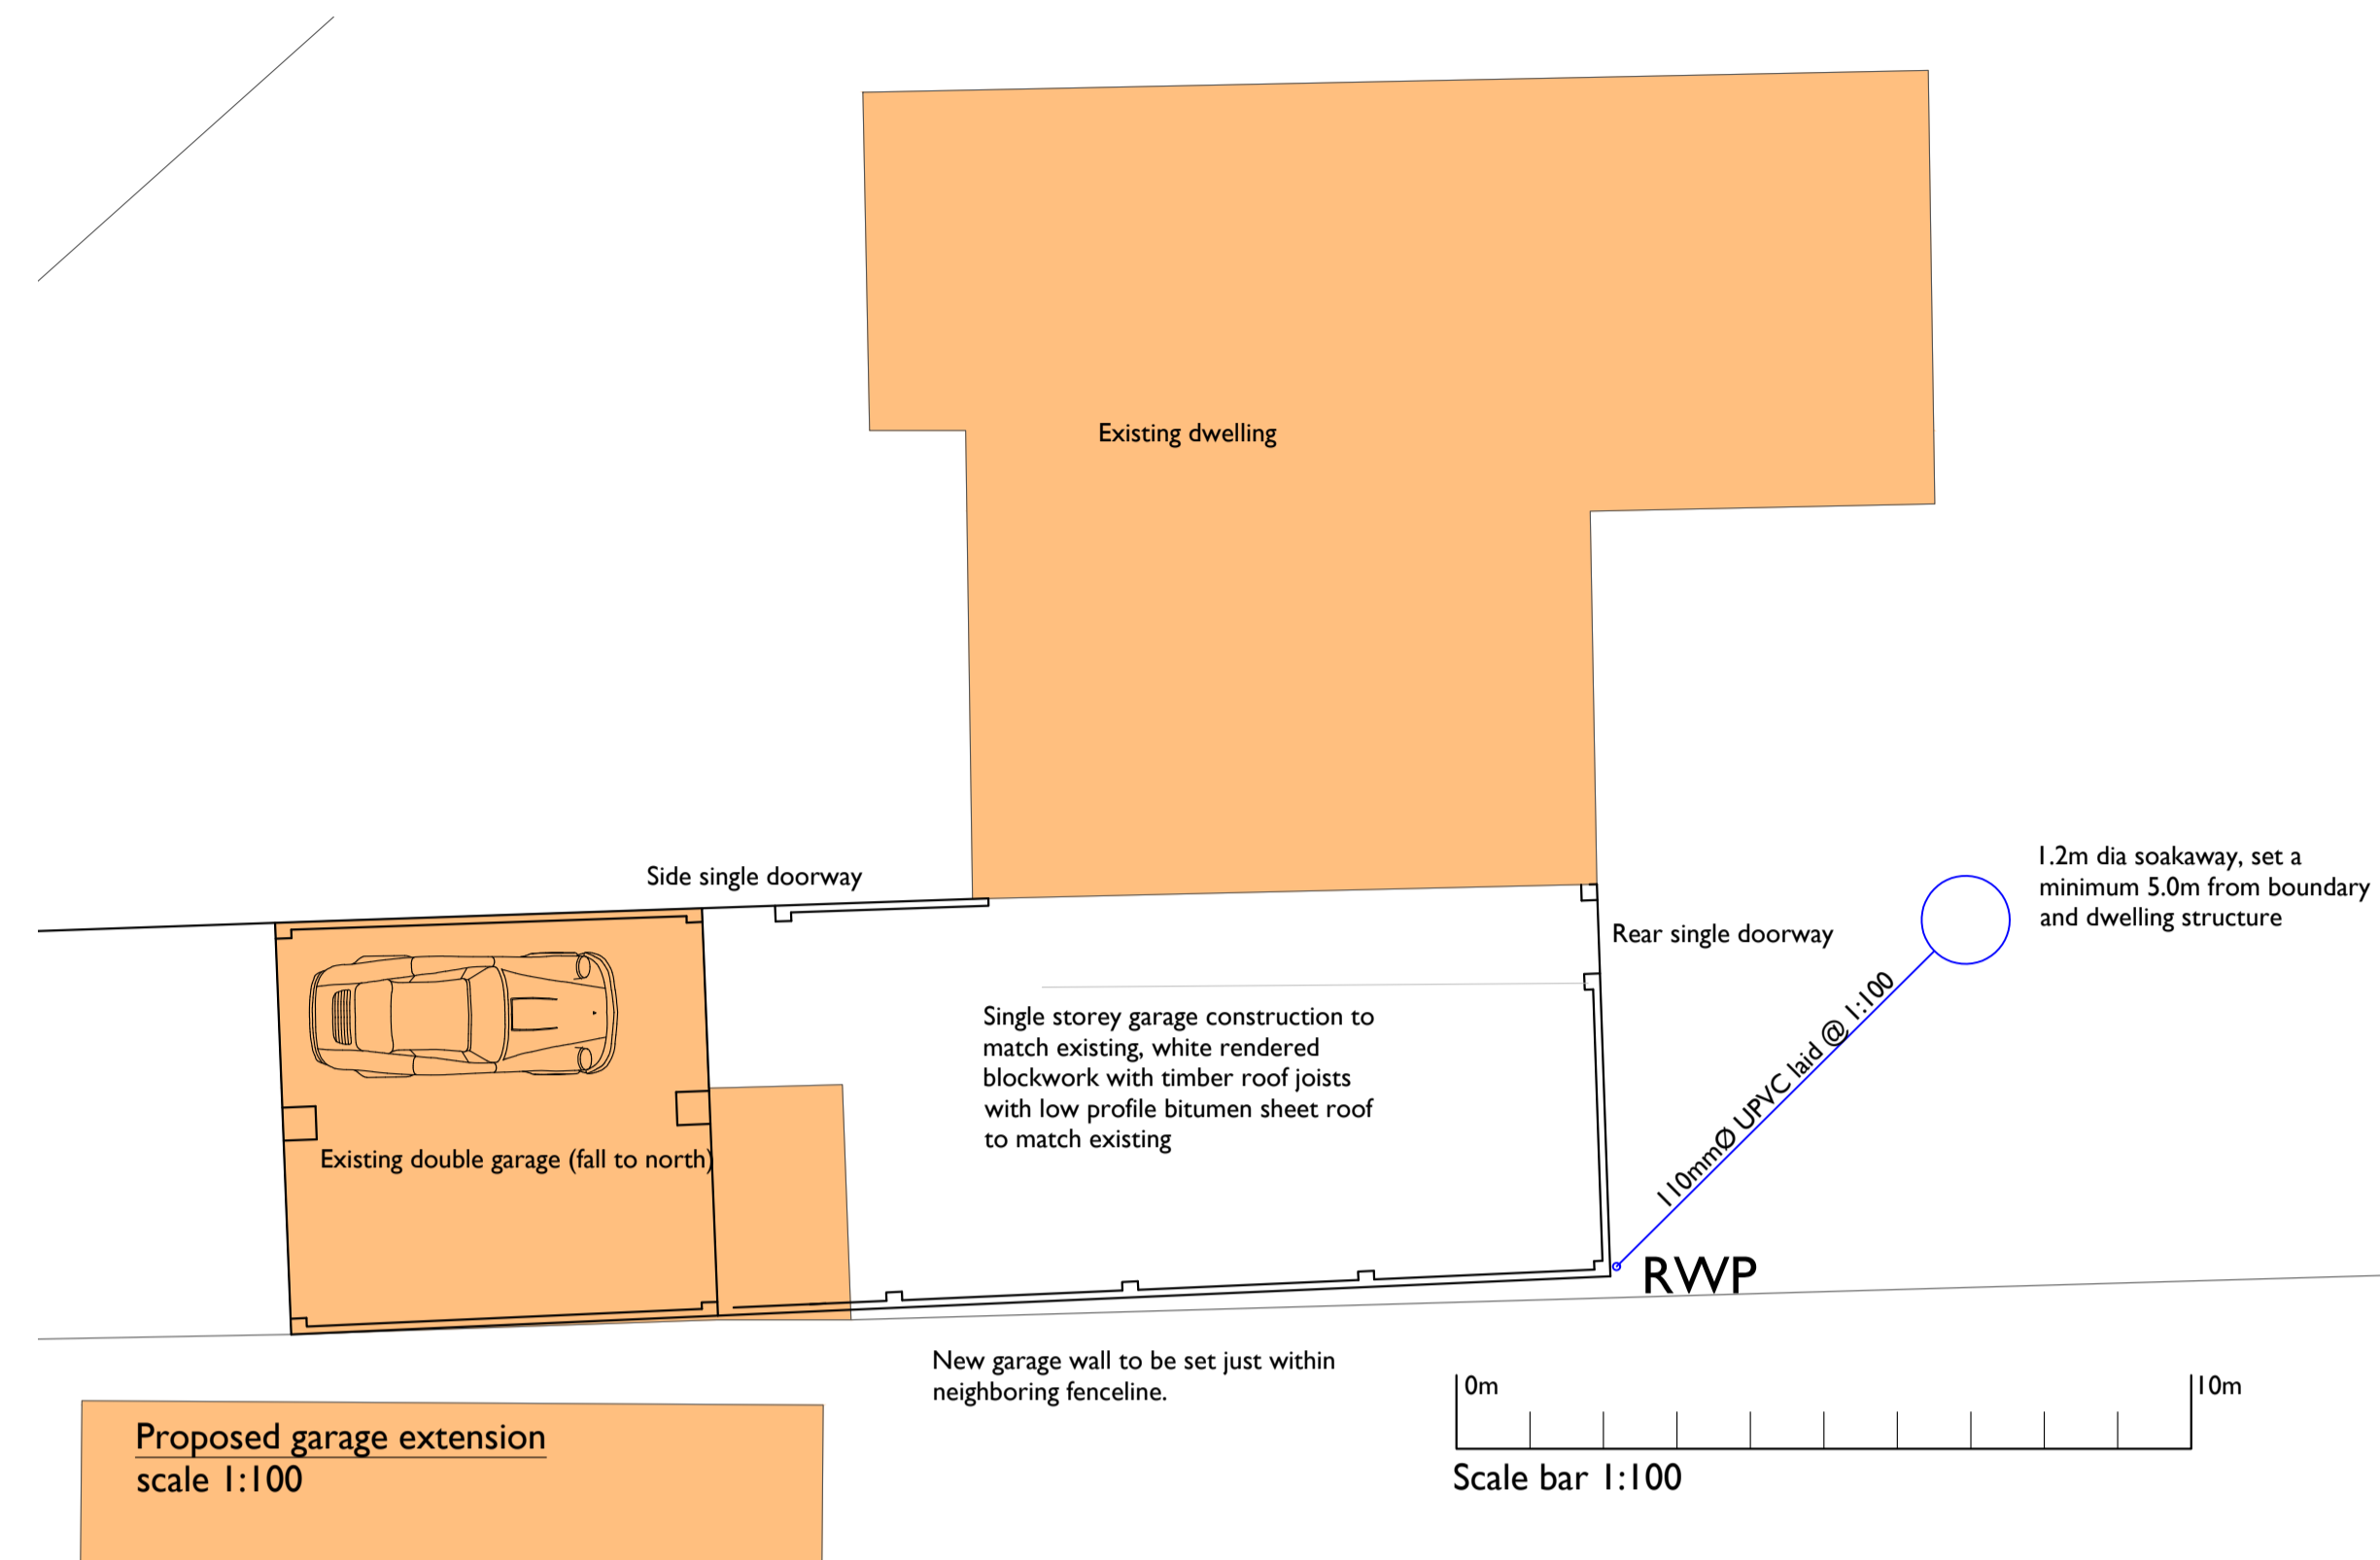 Existing dwelling
Side single doorway
1.2m dia soakaway, set a
minimum 5.0m from boundary
and dwelling structure
Rear single doorway
Single storey garage construction to
match existing, white rendered
blockwork with timber roof joists
with low profile bitumen sheet roof
to match existing
110mmØ UPVC laid @ 1:100
Existing double garage (fall to north)
RWP
New garage wall to be set just within
neighboring fenceline.
0m
10m
Scale bar 1:100
Proposed garage extension
scale 1:100